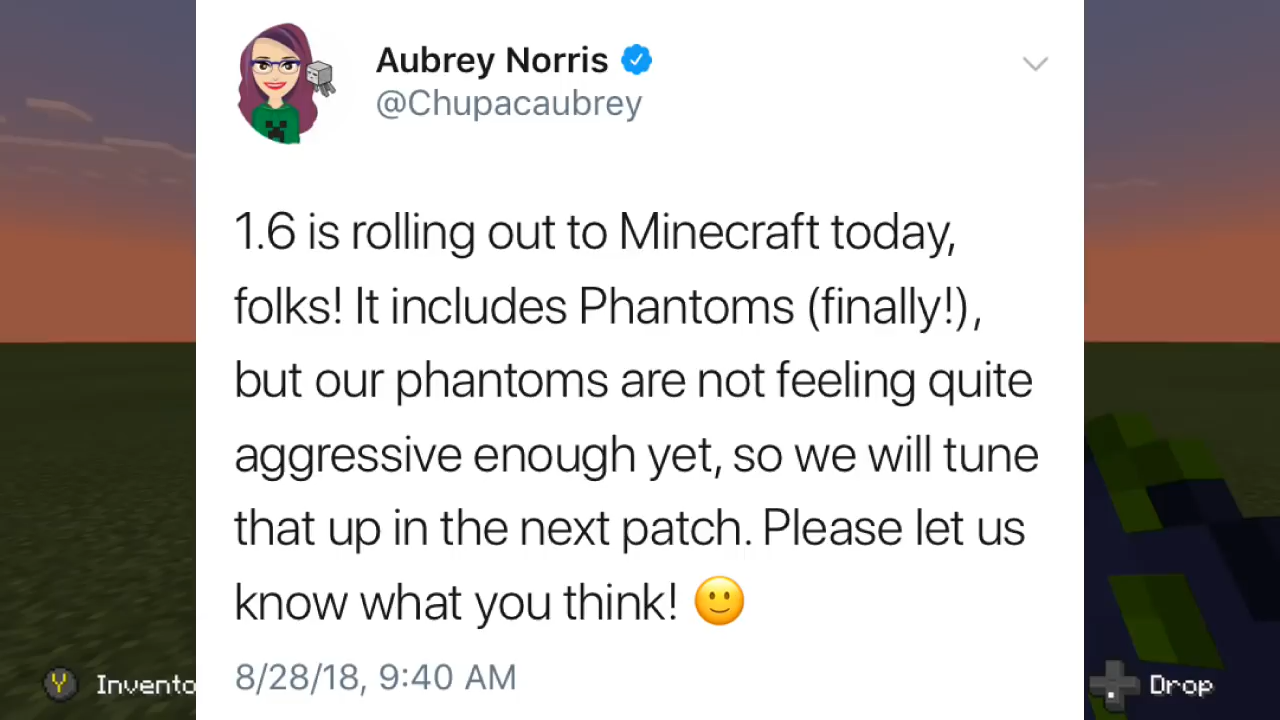 Aubrey Norris
@Chupacaubrey
1.6 is rolling out to Minecraft today,
folks! It includes Phantoms (finally!),
but our phantoms are not feeling quite
aggressive enough yet, so we will tune
that up in the next patch. Please let us
know what you think! 🙂
8/28/18, 9:40 AM
Y Invento
Drop